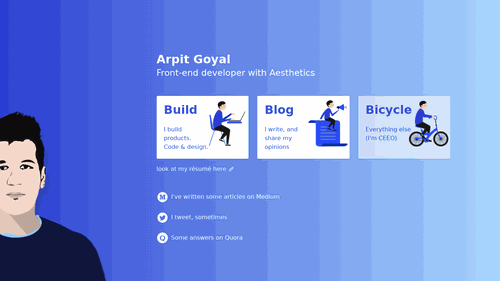 Arpit Goyal
Front-end developer with Aesthetics
Build
I build
products.
Code & design.
Blog
I write, and
share my
opinions
Bicycle
Everything else
(I'm CEEO)
look at my résumé here
M I've written some articles on Medium
I tweet, sometimes
Q Some answers on Quora